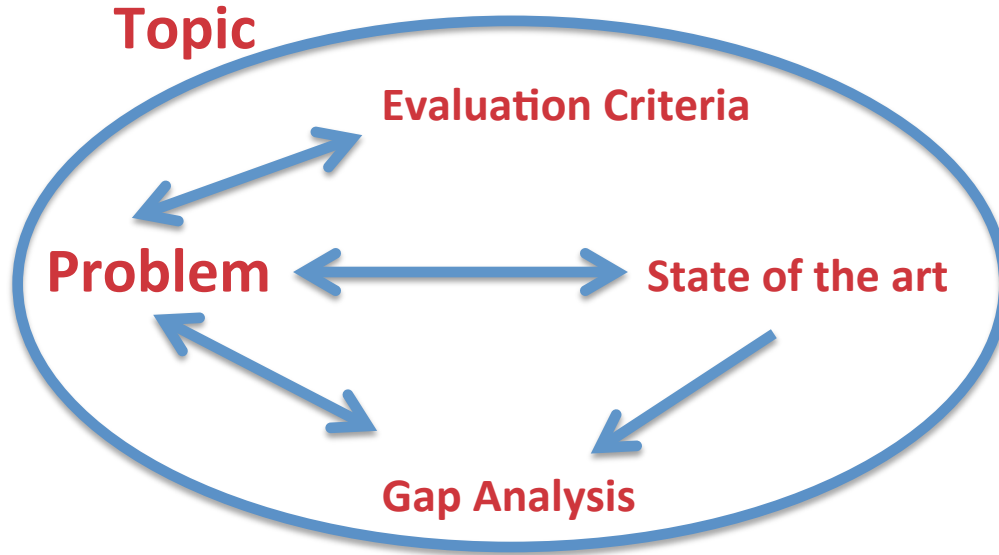 Topic
Evaluation Criteria
Problem
State of the art
Gap Analysis